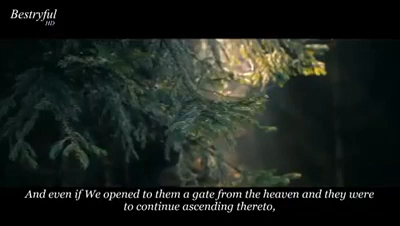 Bestryful
HD
And even if We opened to them a gate from the heaven and they were
to continue ascending thereto,